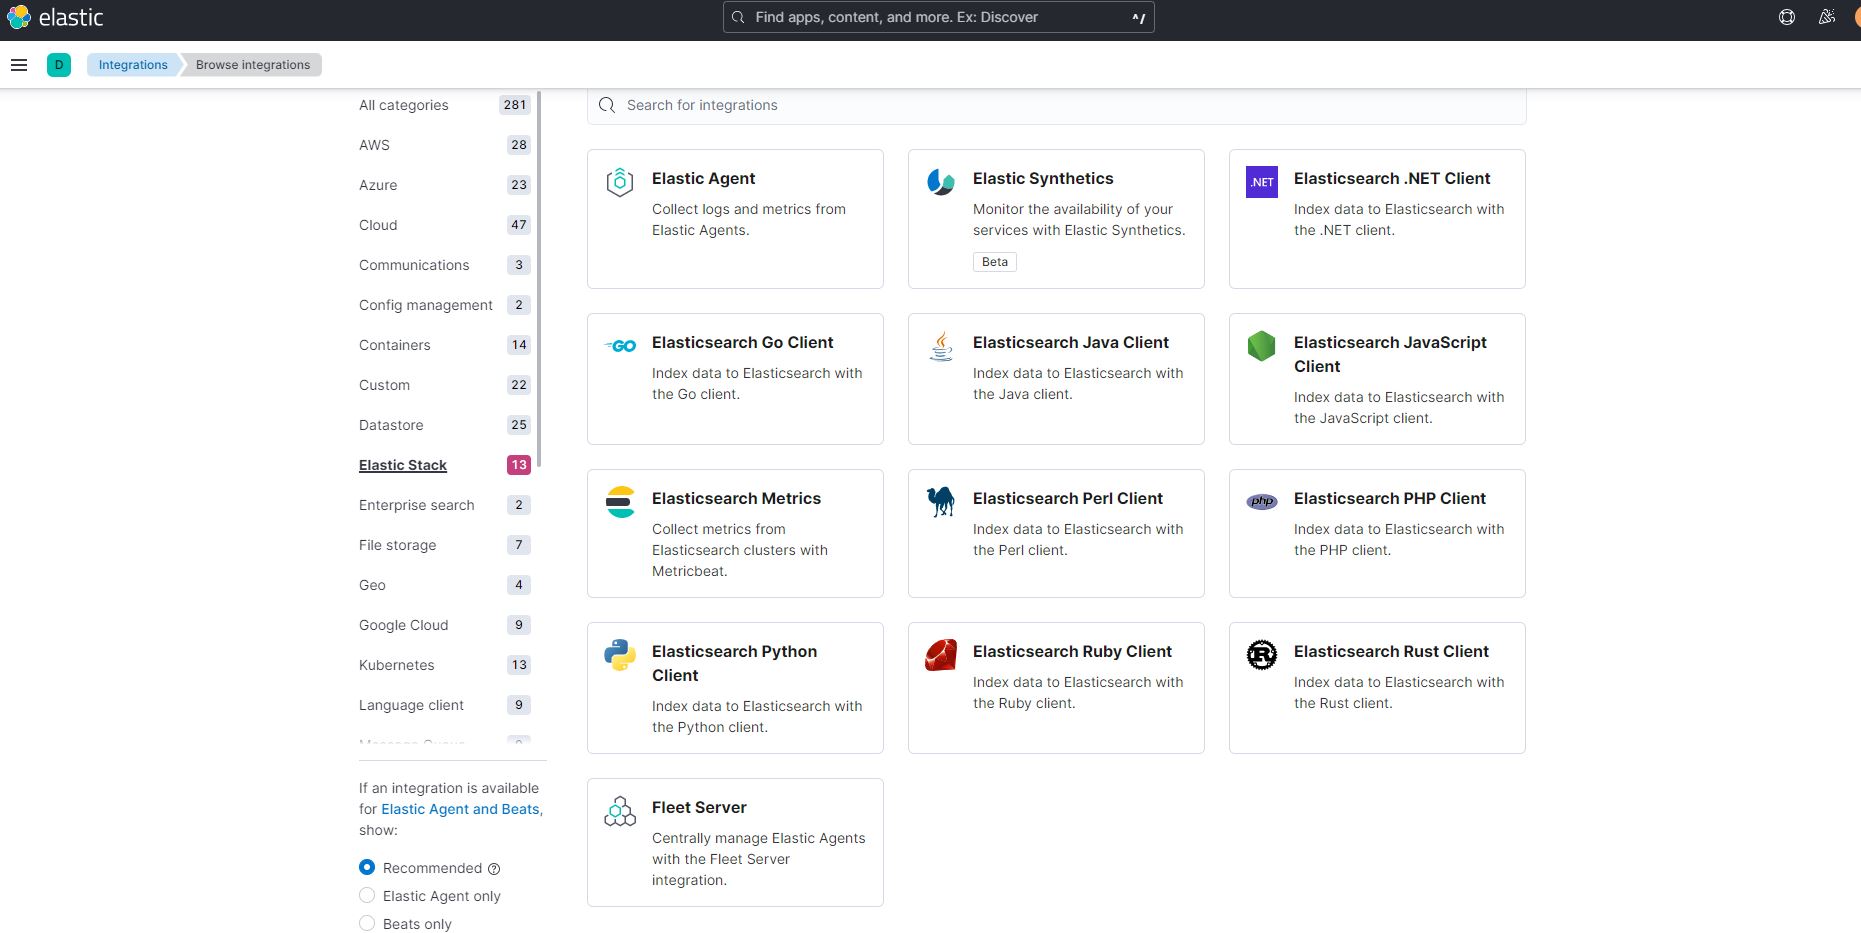 elastic
Find apps, content, and more. Ex: Discover
^/
D
Integrations
Browse integrations
All categories 281
AWS 28
Azure 23
Cloud 47
Communications 3
Config management 2
Containers 14
Custom 22
Datastore 25
Elastic Stack 13
Enterprise search 2
File storage 7
Geo 4
Google Cloud 9
Kubernetes 13
Language client 9
If an integration is available
for Elastic Agent and Beats,
show:
Recommended
Elastic Agent only
Beats only
Search for integrations
Elastic Agent
Collect logs and metrics from
Elastic Agents.
Elastic Synthetics
Monitor the availability of your
services with Elastic Synthetics.
Beta
.NET
Elasticsearch .NET Client
Index data to Elasticsearch with
the .NET client.
GO
Elasticsearch Go Client
Index data to Elasticsearch with
the Go client.
Elasticsearch Java Client
Index data to Elasticsearch with
the Java client.
Elasticsearch JavaScript
Client
Index data to Elasticsearch with
the JavaScript client.
Elasticsearch Metrics
Collect metrics from
Elasticsearch clusters with
Metricbeat.
Elasticsearch Perl Client
Index data to Elasticsearch with
the Perl client.
php
Elasticsearch PHP Client
Index data to Elasticsearch with
the PHP client.
Elasticsearch Python
Client
Index data to Elasticsearch with
the Python client.
Elasticsearch Ruby Client
Index data to Elasticsearch with
the Ruby client.
R
Elasticsearch Rust Client
Index data to Elasticsearch with
the Rust client.
Fleet Server
Centrally manage Elastic Agents
with the Fleet Server
integration.